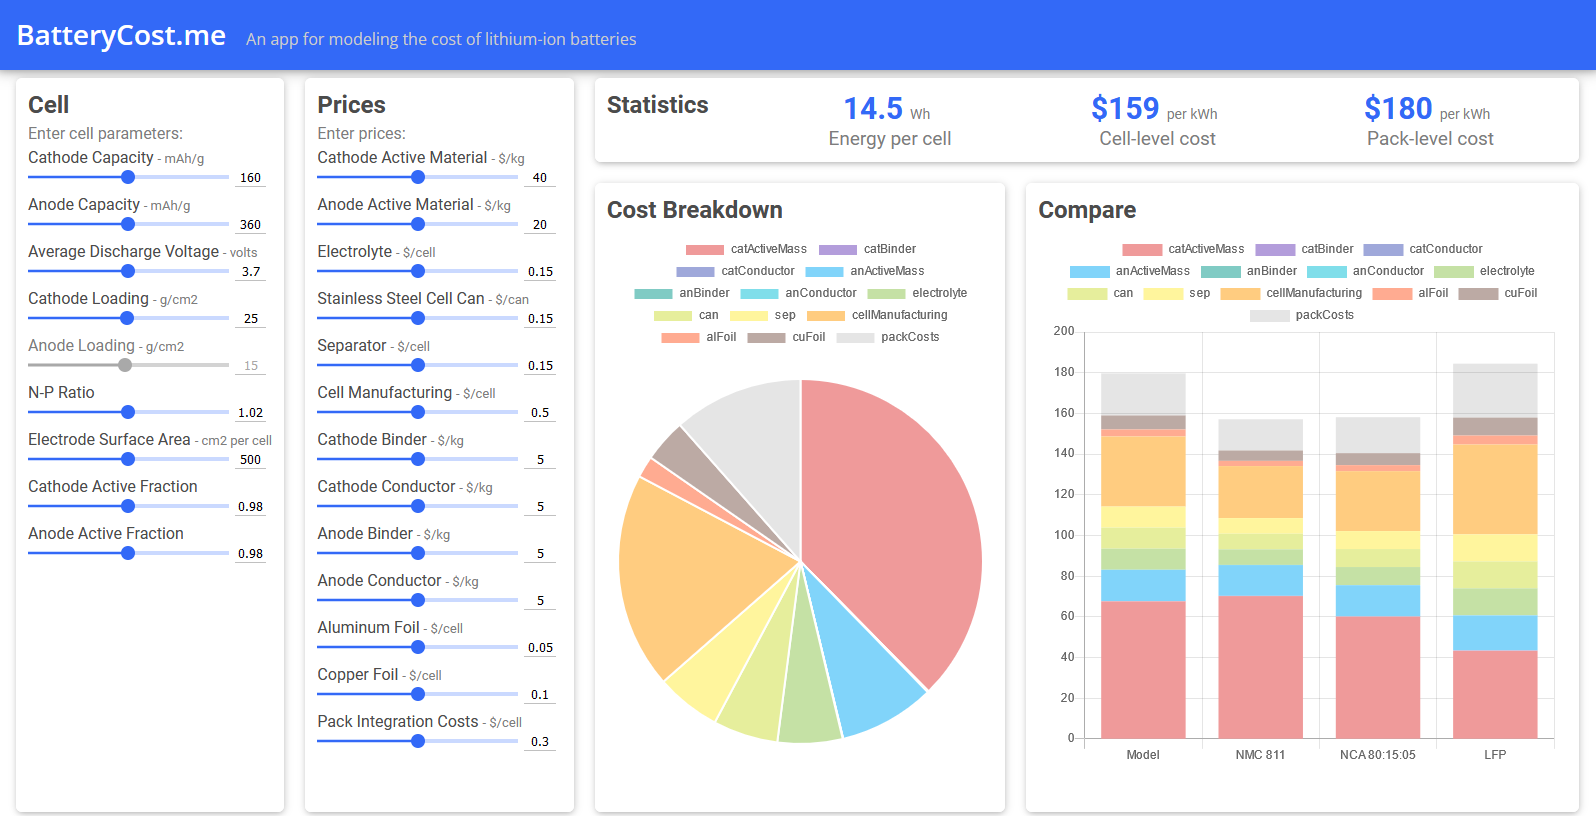 BatteryCost.me An app for modeling the cost of lithium-ion batteries
Cell
Enter cell parameters:
Cathode Capacity - mAh/g
160
Anode Capacity - mAh/g
360
Average Discharge Voltage - volts
3.7
Cathode Loading - g/cm2
25
Anode Loading - g/cm2
15
N-P Ratio
1.02
Electrode Surface Area - cm2 per cell
500
Cathode Active Fraction
0.98
Anode Active Fraction
0.98
Prices
Enter prices:
Cathode Active Material - $/kg
40
Anode Active Material - $/kg
20
Electrolyte - $/cell
0.15
Stainless Steel Cell Can - $/can
0.15
Separator - $/cell
0.15
Cell Manufacturing - $/cell
0.5
Cathode Binder - $/kg
5
Cathode Conductor - $/kg
5
Anode Binder - $/kg
5
Anode Conductor - $/kg
5
Aluminum Foil - $/cell
0.05
Copper Foil - $/cell
0.1
Pack Integration Costs - $/cell
0.3
Statistics
14.5 Wh
Energy per cell
$159 per kWh
Cell-level cost
$180 per kWh
Pack-level cost
Cost Breakdown
catActiveMass catBinder
catConductor anActiveMass
anBinder anConductor electrolyte
can sep cellManufacturing
alFoil cuFoil packCosts
Compare
catActiveMass catBinder catConductor
anActiveMass anBinder anConductor electrolyte
can sep cellManufacturing alFoil cuFoil
packCosts
200
180
160
140
120
100
80
60
40
20
0
Model NMC 811 NCA 80:15:05 LFP